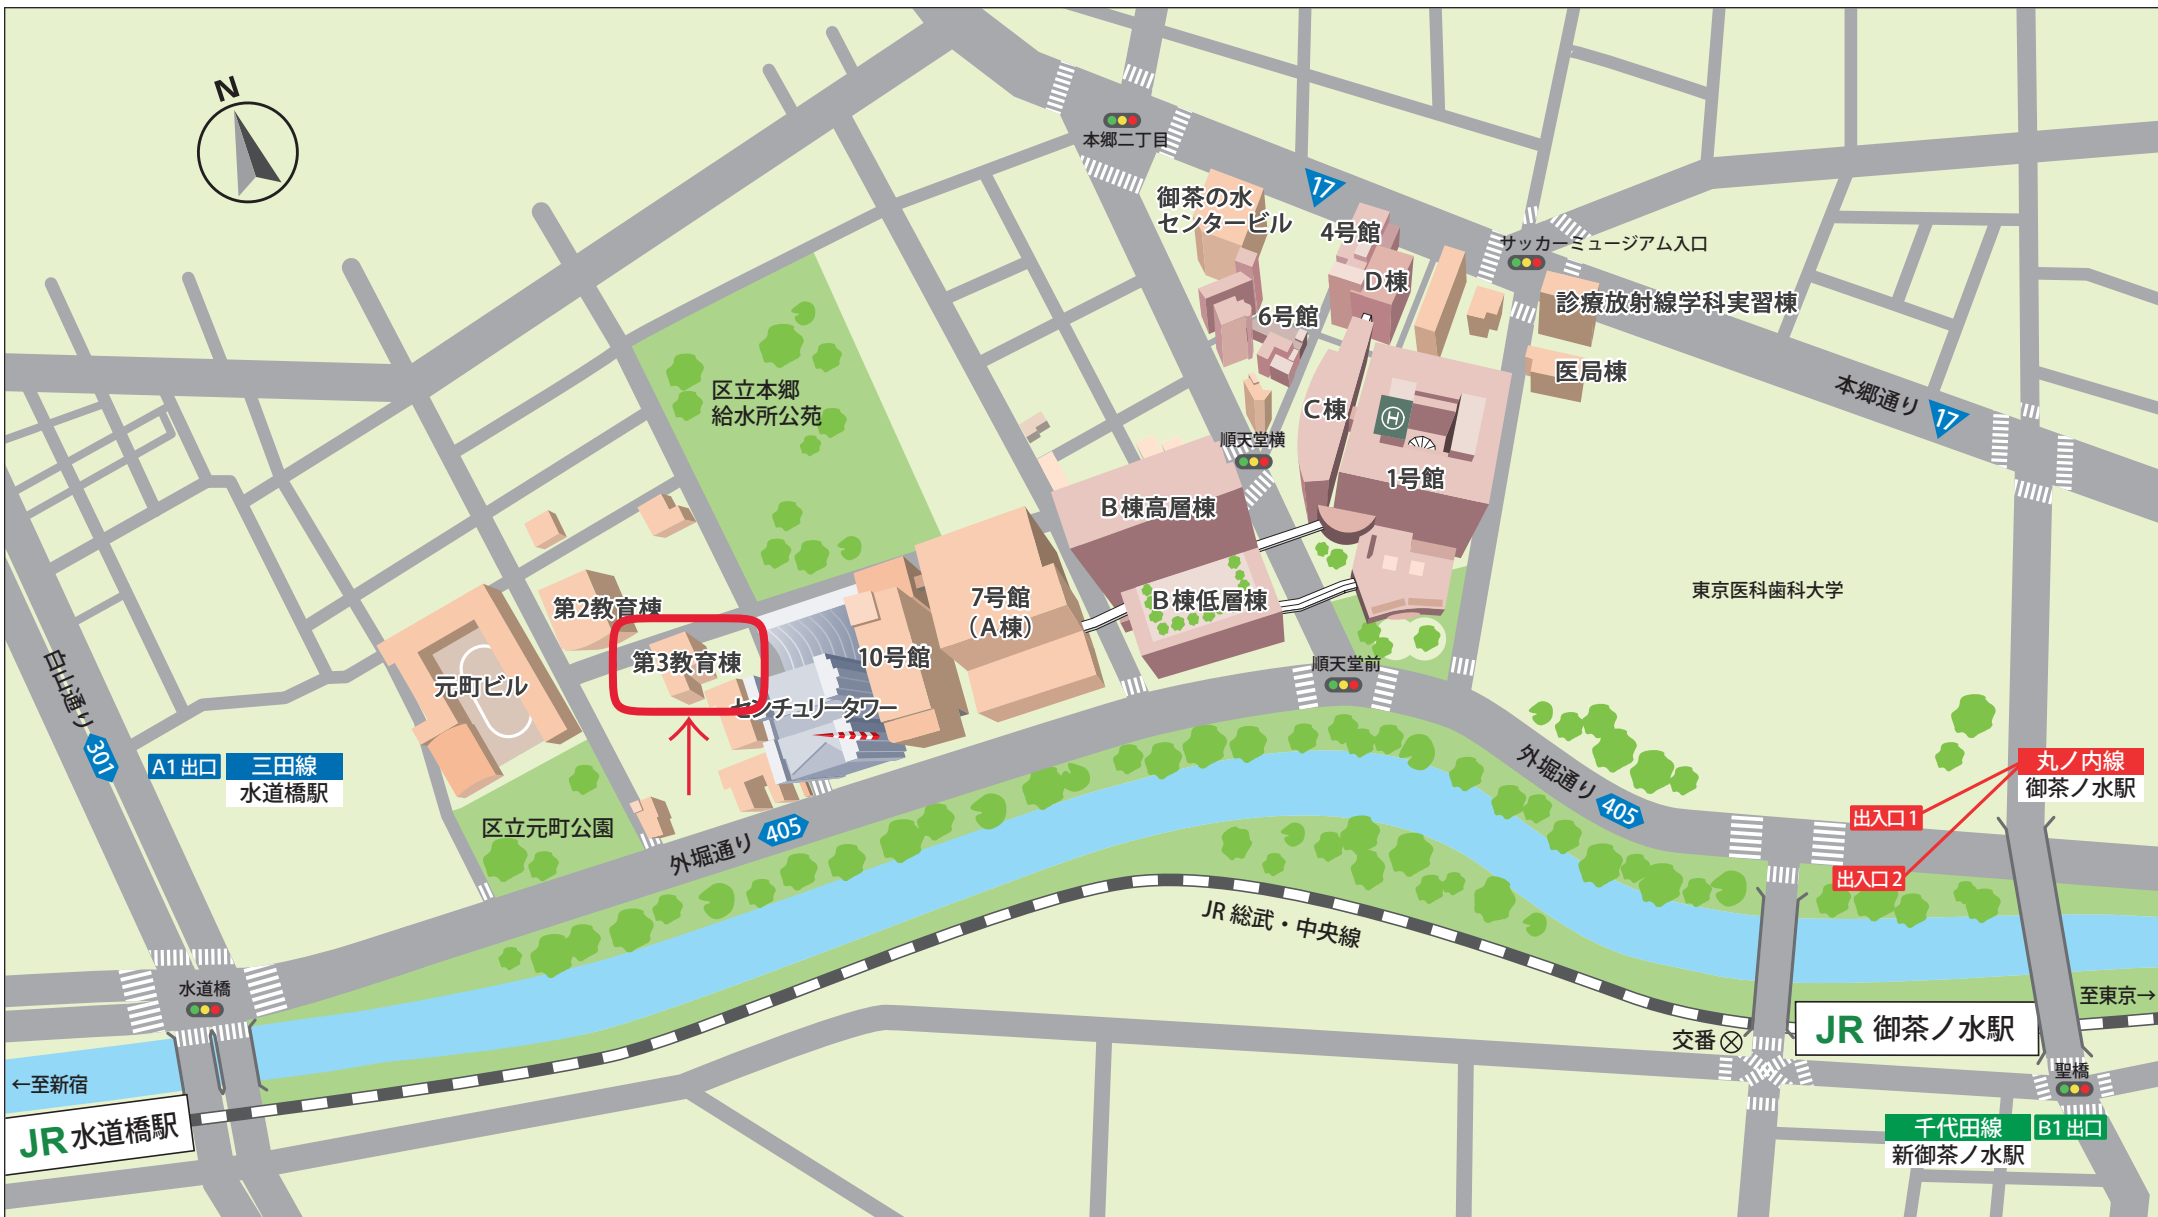 N
本郷二丁目
御茶の水
センタービル
17
4号館
サッカーミュージアム入口
D棟
診療放射線学科実習棟
6号館
医局棟
区立本郷
給水所公苑
C棟
本郷通り
17
順天堂横
1号館
B棟高層棟
東京医科歯科大学
第2教育棟
7号館
(A棟)
B棟低層棟
第3教育棟
10号館
順天堂前
元町ビル
センチュリータワー
白山通り
301
A1出口
三田線
水道橋駅
外堀通り
405
丸ノ内線
御茶ノ水駅
出入口1
区立元町公園
外堀通り
405
出入口2
JR 総武・中央線
水道橋
至東京→
JR 御茶ノ水駅
交番
←至新宿
聖橋
JR 水道橋駅
千代田線
B1出口
新御茶ノ水駅
H